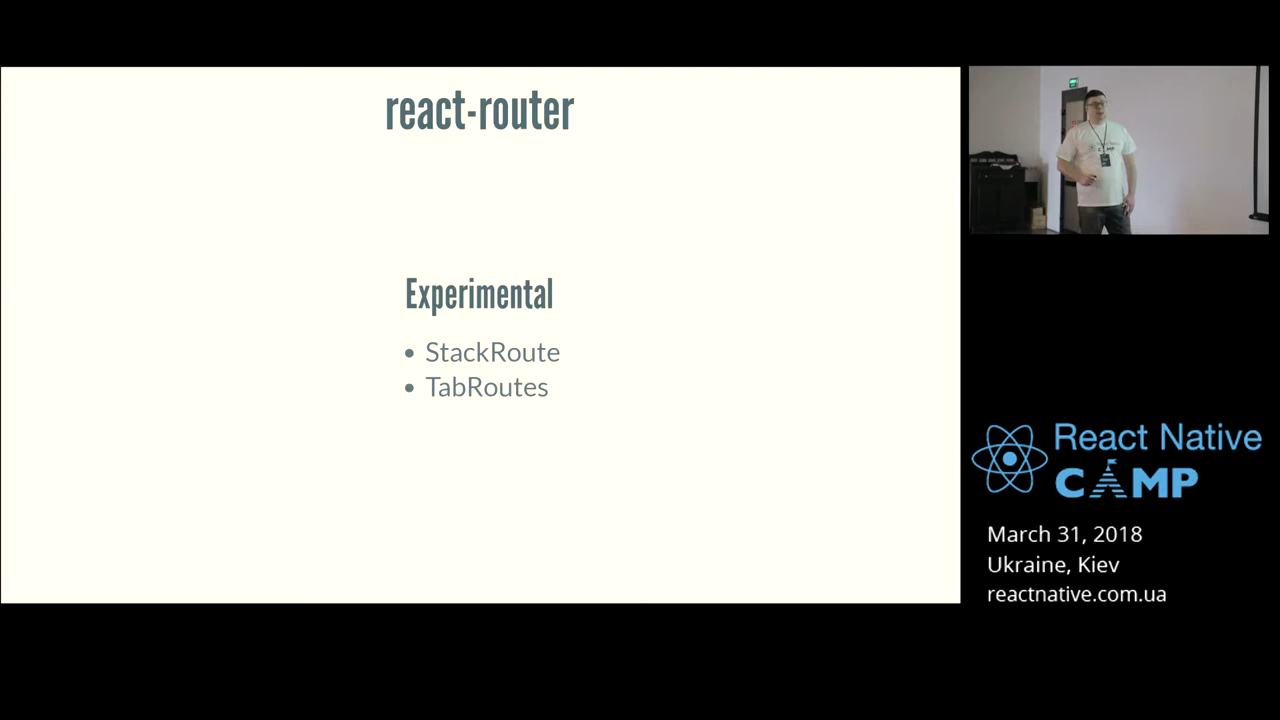 react-router
Experimental
• StackRoute
• TabRoutes
React Native
CAMP
March 31, 2018
Ukraine, Kiev
reactnative.com.ua